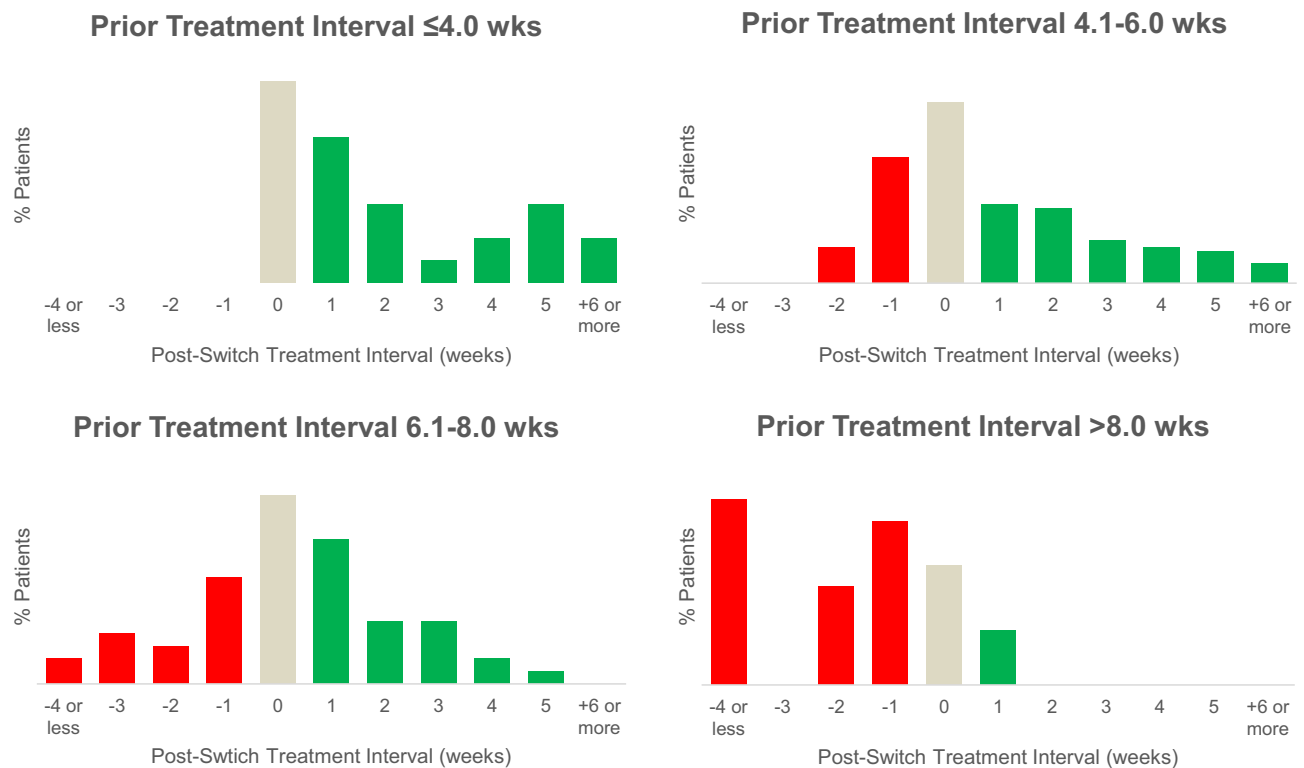 Prior Treatment Interval ≤4.0 wks
% Patients
-4 or less -3 -2 -1 0 1 2 3 4 5 +6 or more
Post-Switch Treatment Interval (weeks)
Prior Treatment Interval 4.1-6.0 wks
% Patients
-4 or less -3 -2 -1 0 1 2 3 4 5 +6 or more
Post-Switch Treatment Interval (weeks)
Prior Treatment Interval 6.1-8.0 wks
% Patients
-4 or less -3 -2 -1 0 1 2 3 4 5 +6 or more
Post-Swtich Treatment Interval (weeks)
Prior Treatment Interval >8.0 wks
% Patients
-4 or less -3 -2 -1 0 1 2 3 4 5 +6 or more
Post-Switch Treatment Interval (weeks)